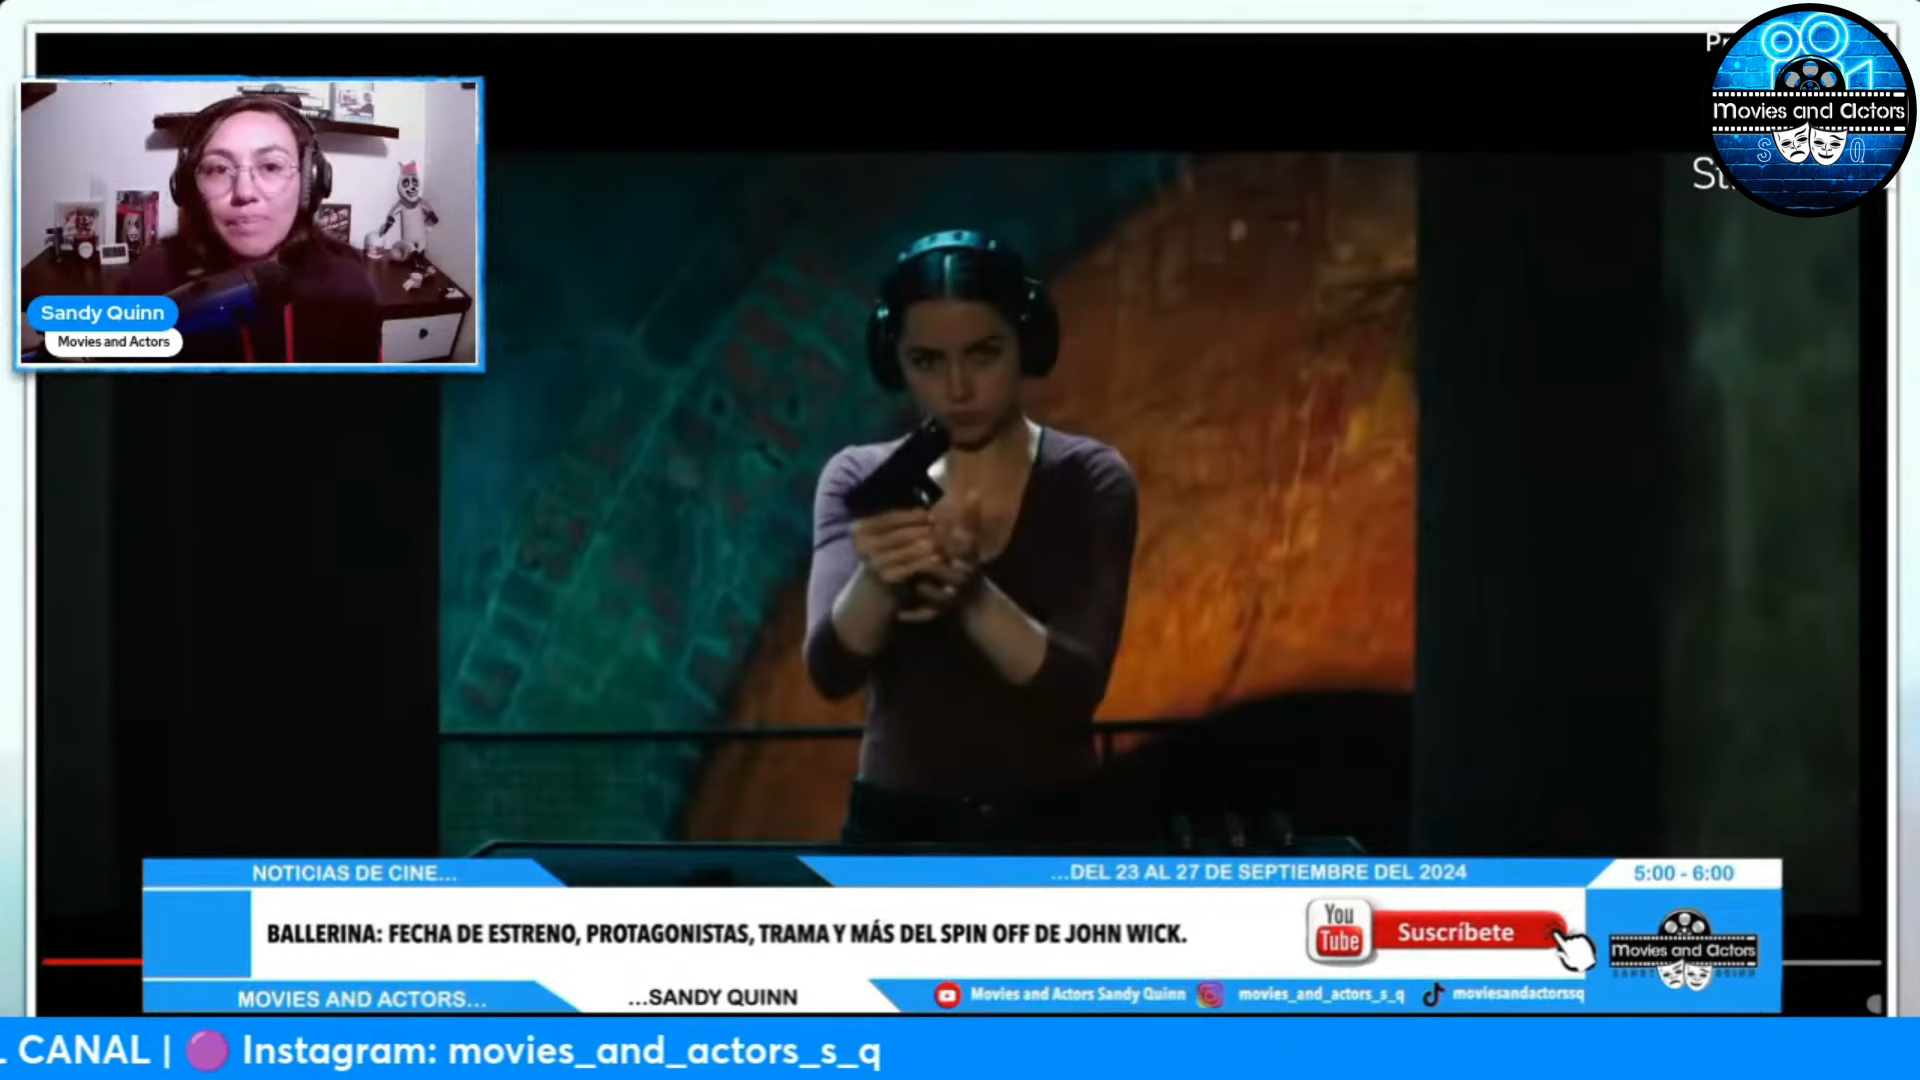 Movies and Actors
S Q
Sandy Quinn
Movies and Actors
NOTICIAS DE CINE...
...DEL 23 AL 27 DE SEPTIEMBRE DEL 2024
5:00 - 6:00
BALLERINA: FECHA DE ESTRENO, PROTAGONISTAS, TRAMA Y MÁS DEL SPIN OFF DE JOHN WICK.
You
Tube
Suscríbete
Movies and Actors
SANDY QUINN
MOVIES AND ACTORS...
...SANDY QUINN
Movies and Actors Sandy Quinn
movies_and_actors_s_q
moviesandactorssq
CANAL | Instagram: movies_and_actors_s_q